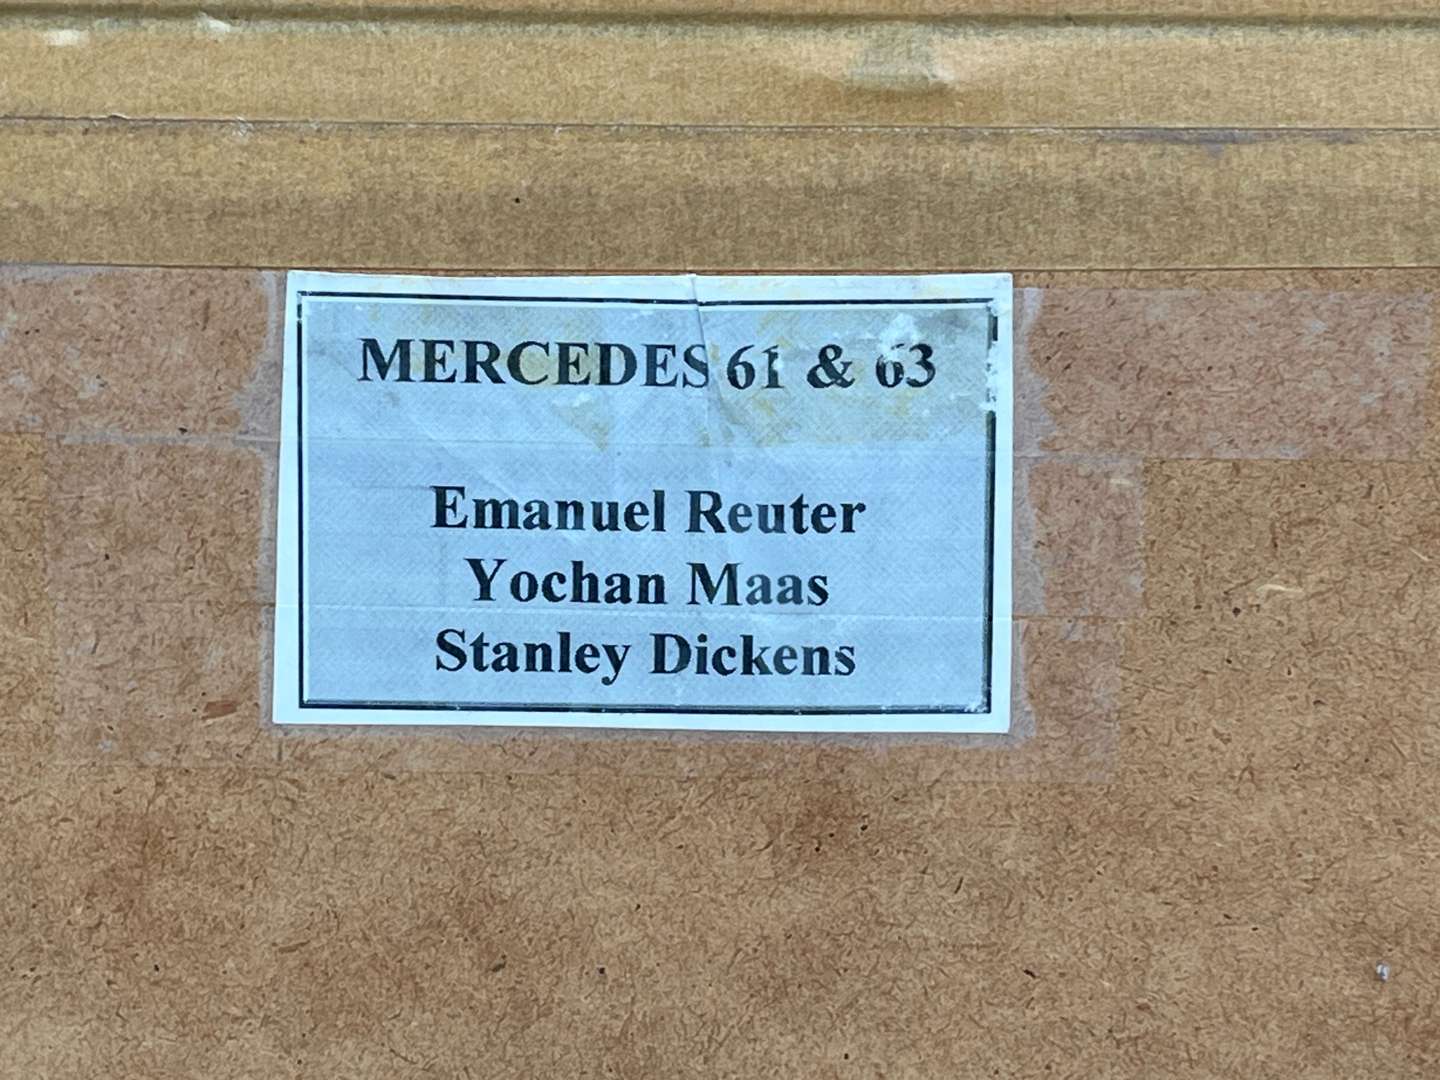 MERCEDES 61 & 63
Emanuel Reuter
Yochan Maas
Stanley Dickens